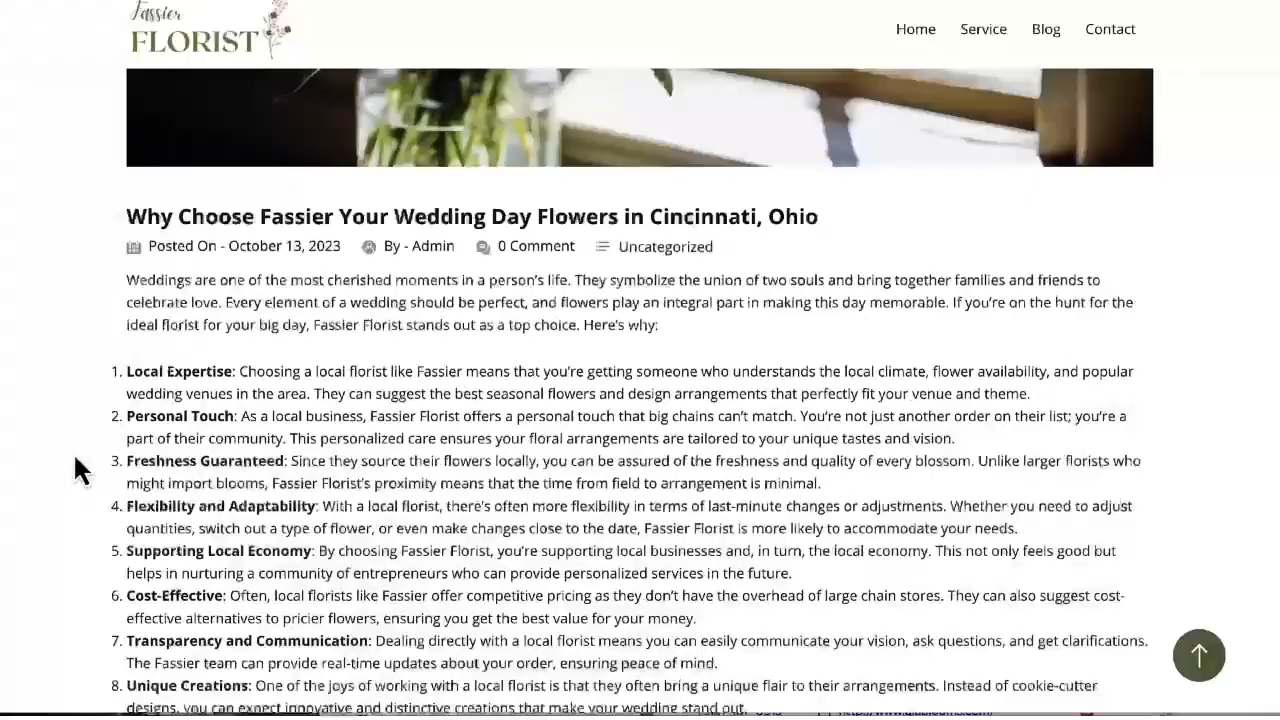 Fassier
FLORIST
Home Service Blog Contact
Why Choose Fassier Your Wedding Day Flowers in Cincinnati, Ohio
Posted On - October 13, 2023 By - Admin 0 Comment Uncategorized
Weddings are one of the most cherished moments in a person's life. They symbolize the union of two souls and bring together families and friends to
celebrate love. Every element of a wedding should be perfect, and flowers play an integral part in making this day memorable. If you're on the hunt for the
ideal florist for your big day, Fassier Florist stands out as a top choice. Here's why:
1. Local Expertise: Choosing a local florist like Fassier means that you're getting someone who understands the local climate, flower availability, and popular
wedding venues in the area. They can suggest the best seasonal flowers and design arrangements that perfectly fit your venue and theme.
2. Personal Touch: As a local business, Fassier Florist offers a personal touch that big chains can't match. You're not just another order on their list; you're a
part of their community. This personalized care ensures your floral arrangements are tailored to your unique tastes and vision.
3. Freshness Guaranteed: Since they source their flowers locally, you can be assured of the freshness and quality of every blossom. Unlike larger florists who
might import blooms, Fassier Florist's proximity means that the time from field to arrangement is minimal.
4. Flexibility and Adaptability: With a local florist, there's often more flexibility in terms of last-minute changes or adjustments. Whether you need to adjust
quantities, switch out a type of flower, or even make changes close to the date, Fassier Florist is more likely to accommodate your needs.
5. Supporting Local Economy: By choosing Fassier Florist, you're supporting local businesses and, in turn, the local economy. This not only feels good but
helps in nurturing a community of entrepreneurs who can provide personalized services in the future.
6. Cost-Effective: Often, local florists like Fassier offer competitive pricing as they don't have the overhead of large chain stores. They can also suggest cost-
effective alternatives to pricier flowers, ensuring you get the best value for your money.
7. Transparency and Communication: Dealing directly with a local florist means you can easily communicate your vision, ask questions, and get clarifications.
The Fassier team can provide real-time updates about your order, ensuring peace of mind.
8. Unique Creations: One of the joys of working with a local florist is that they often bring a unique flair to their arrangements. Instead of cookie-cutter
designs, you can expect innovative and distinctive creations that make your wedding stand out.